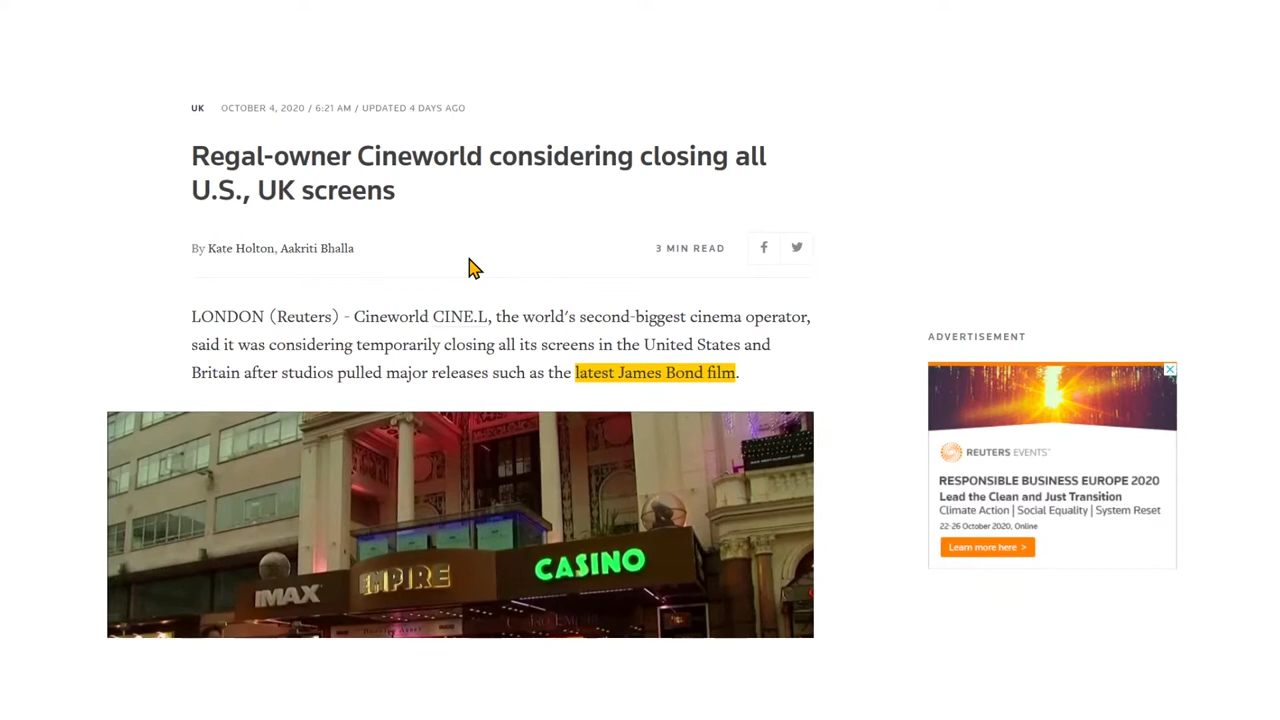 UK OCTOBER 4, 2020 / 6:21 AM / UPDATED 4 DAYS AGO
Regal-owner Cineworld considering closing all
U.S., UK screens
By Kate Holton, Aakriti Bhalla
3 MIN READ
LONDON (Reuters) - Cineworld CINE.L, the world's second-biggest cinema operator,
said it was considering temporarily closing all its screens in the United States and
Britain after studios pulled major releases such as the latest James Bond film.
IMAX
EMPIRE
CASINO
ADVERTISEMENT
REUTERS EVENTS™
RESPONSIBLE BUSINESS EUROPE 2020
Lead the Clean and Just Transition
Climate Action | Social Equality | System Reset
22-26 October 2020, Online
Learn more here >